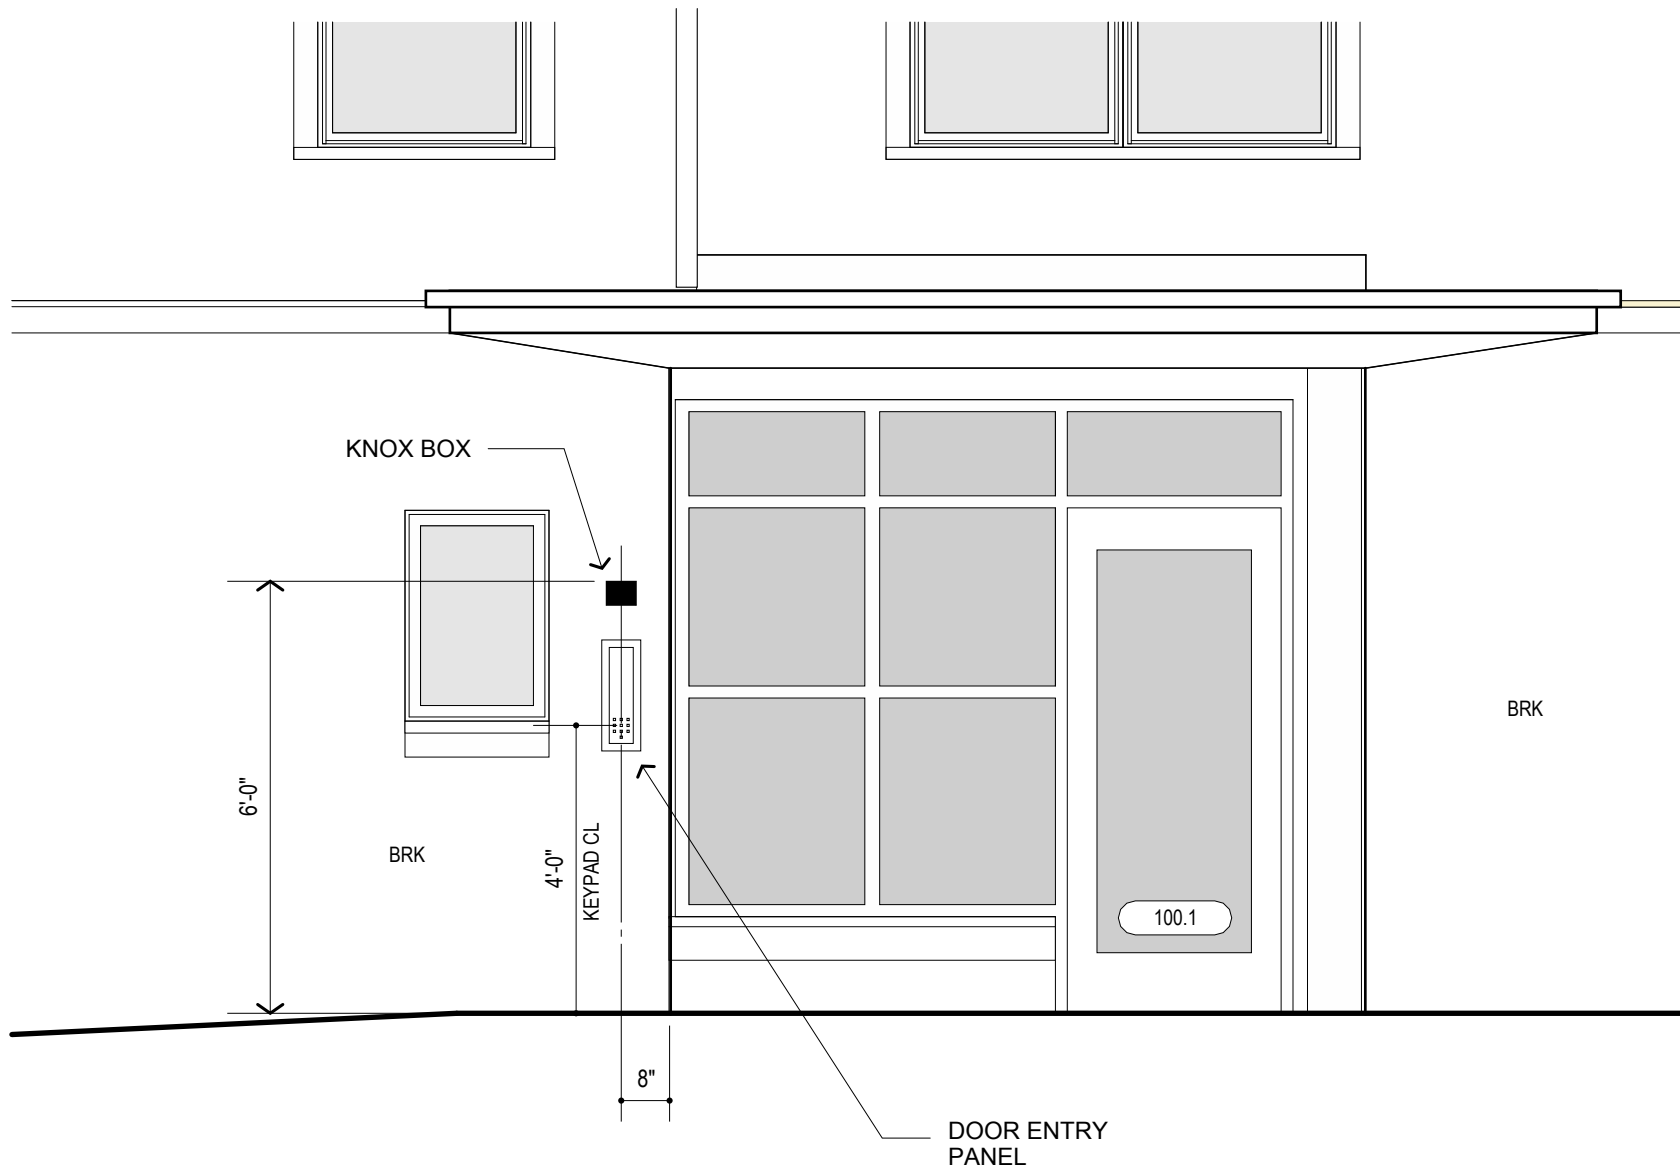 KNOX BOX
BRK
6'-0"
BRK
4'-0"
KEYPAD CL
100.1
8"
DOOR ENTRY
PANEL